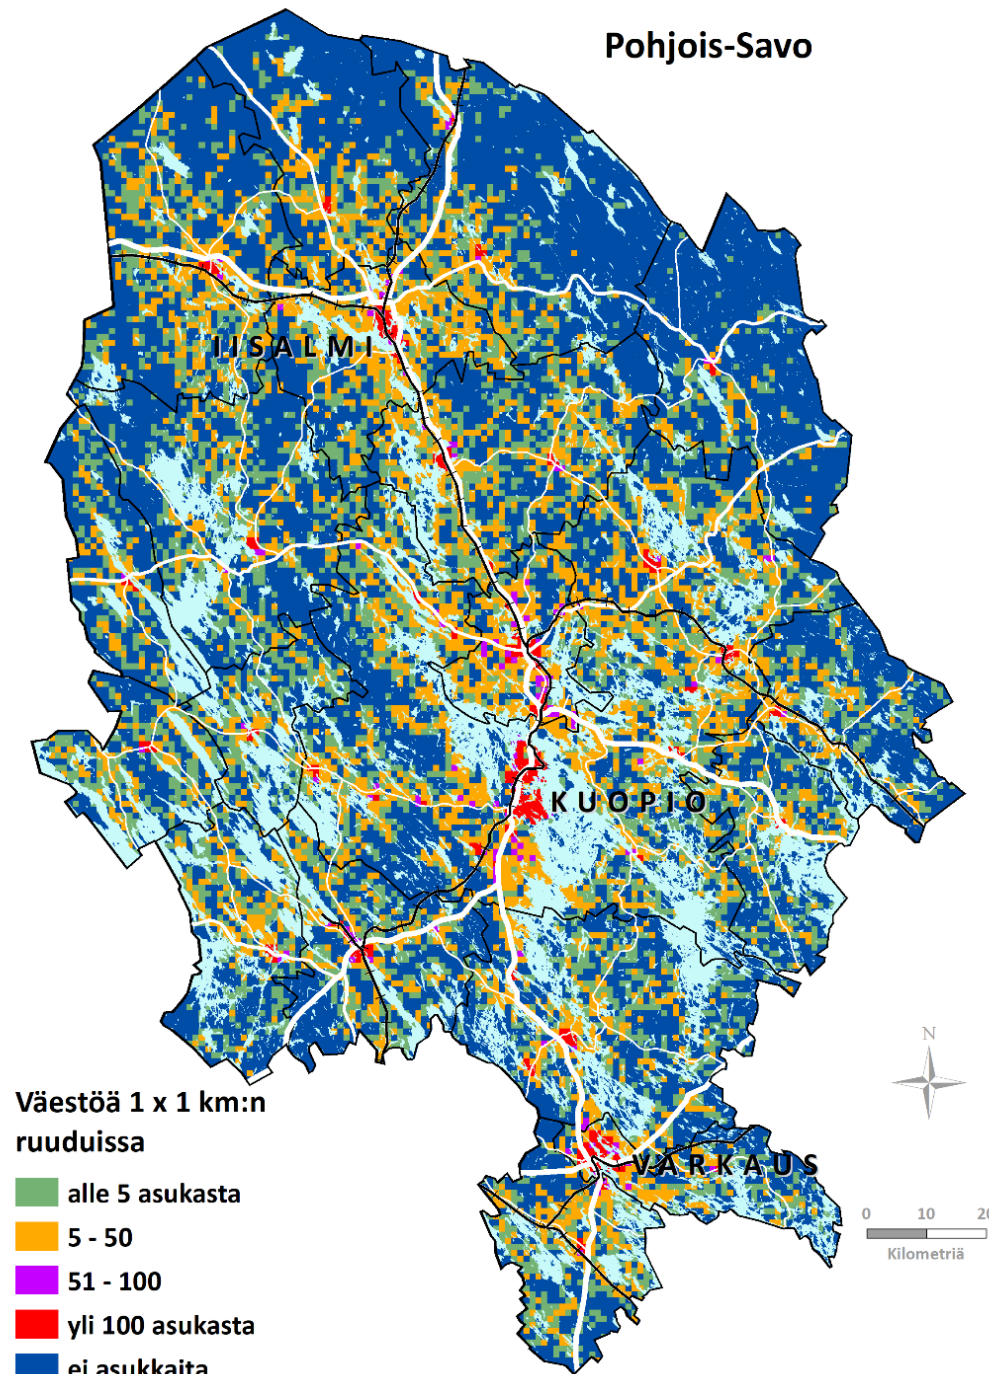 Pohjois-Savo
IISALMI
KUOPIO
VARKAUS
N
0 10 20
Kilometriä
Väestöä 1 x 1 km:n
ruuduissa
alle 5 asukasta
5 - 50
51 - 100
yli 100 asukasta
ei asukkaita